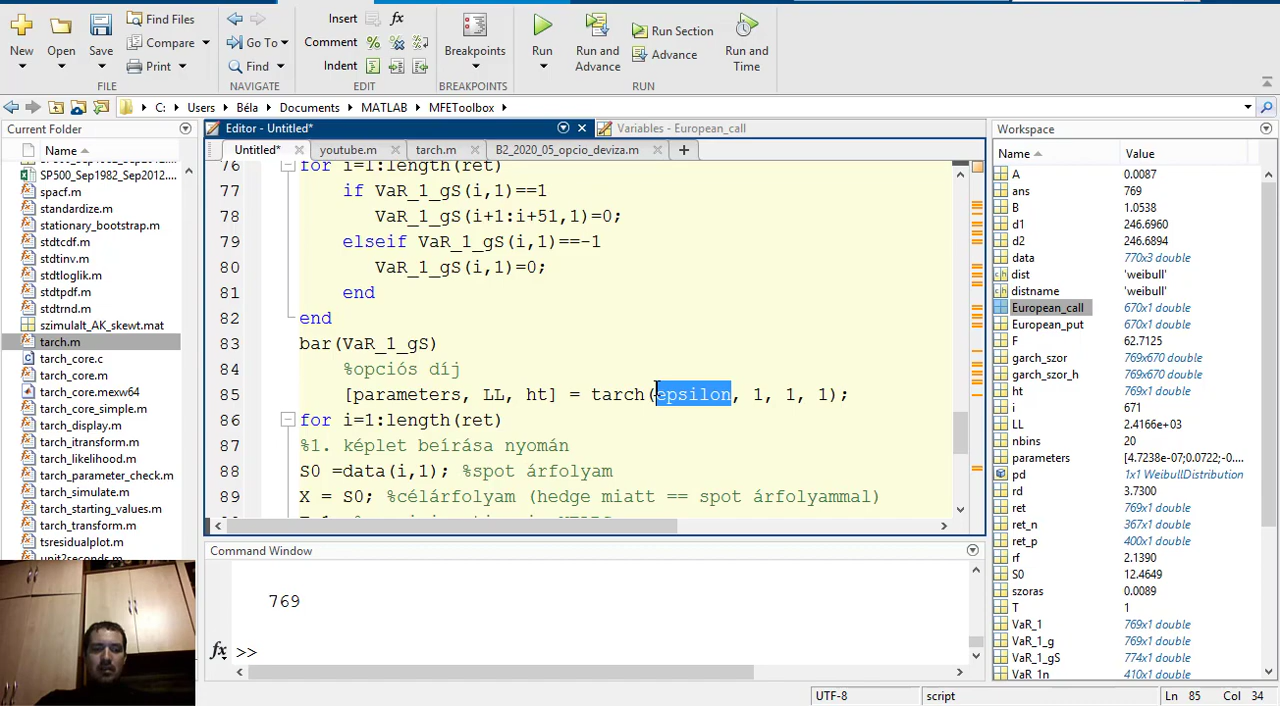 Insert fx
Find Files
Compare
Print
New Open Save
Go To
Find
Comment %
Indent
Breakpoints
Run
Run and Advance
Run Section
Advance
Run and Time
FILE NAVIGATE EDIT BREAKPOINTS RUN
C: Users Béla Documents MATLAB MFEToolbox
Current Folder
Name
SP500_Sep1982_Sep2012....
spacf.m
standardize.m
stationary_bootstrap.m
stdtcdf.m
stdtinv.m
stdtloglik.m
stdtpdf.m
stdtrnd.m
szimulalt_AK_skewt.mat
tarch.m
tarch_core.c
tarch_core.m
tarch_core.mexw64
tarch_core_simple.m
tarch_display.m
tarch_itransform.m
tarch_likelihood.m
tarch_parameter_check.m
tarch_simulate.m
tarch_starting_values.m
tarch_transform.m
tsresidualplot.m
unit2seconds.m
Editor - Untitled*
Variables - European_call
Untitled* youtube.m tarch.m B2_2020_05_opcio_deviza.m
76 for i=1:length(ret)
77 if VaR_1_gS(i,1)==1
78 VaR_1_gS(i+1:i+51,1)=0;
79 elseif VaR_1_gS(i,1)==-1
80 VaR_1_gS(i,1)=0;
81 end
82 end
83 bar(VaR_1_gS)
84 %opciós díj
85 [parameters, LL, ht] = tarch(epsilon, 1, 1, 1);
86 for i=1:length(ret)
87 %1. képlet beírása nyomán
88 S0 =data(i,1); %spot árfolyam
89 X = S0; %célárfolyam (hedge miatt == spot árfolyammal)
Command Window
769
fx >>
Workspace
Name Value
A 0.0087
ans 769
B 1.0538
d1 246.6960
d2 246.6894
data 770x3 double
dist 'weibull'
distname 'weibull'
European_call 670x1 double
European_put 670x1 double
F 62.7125
garch_szor 769x670 double
garch_szor_h 769x670 double
ht 769x1 double
i 671
LL 2.4166e+03
nbins 20
parameters [4.7238e-07;0.0722;-0....
pd 1x1 WeibullDistribution
rd 3.7300
ret 769x1 double
ret_n 367x1 double
ret_p 400x1 double
rf 2.1390
S0 12.4649
szoras 0.0089
T 1
VaR_1 769x1 double
VaR_1_g 769x1 double
VaR_1_gS 774x1 double
VaR_1n 410x1 double
UTF-8 script Ln 85 Col 34